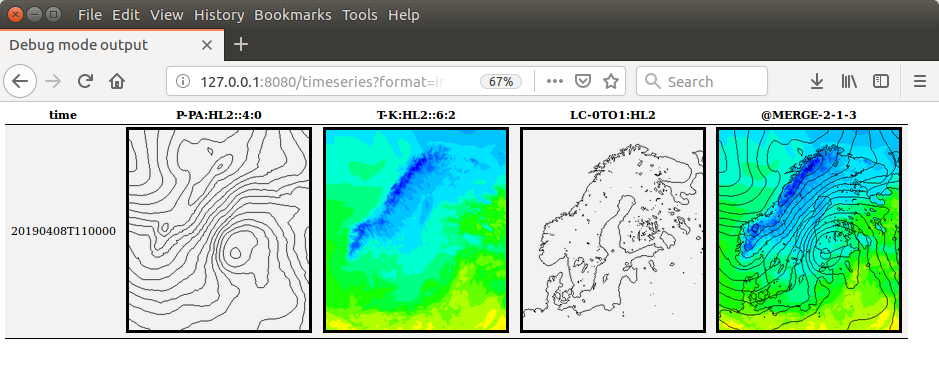 File Edit View History Bookmarks Tools Help
Debug mode output
127.0.0.1:8080/timeseries?format=in 67% Search
time P-PA:HL2::4:0 T-K:HL2::6:2 LC-0TO1:HL2 @MERGE-2-1-3
20190408T110000